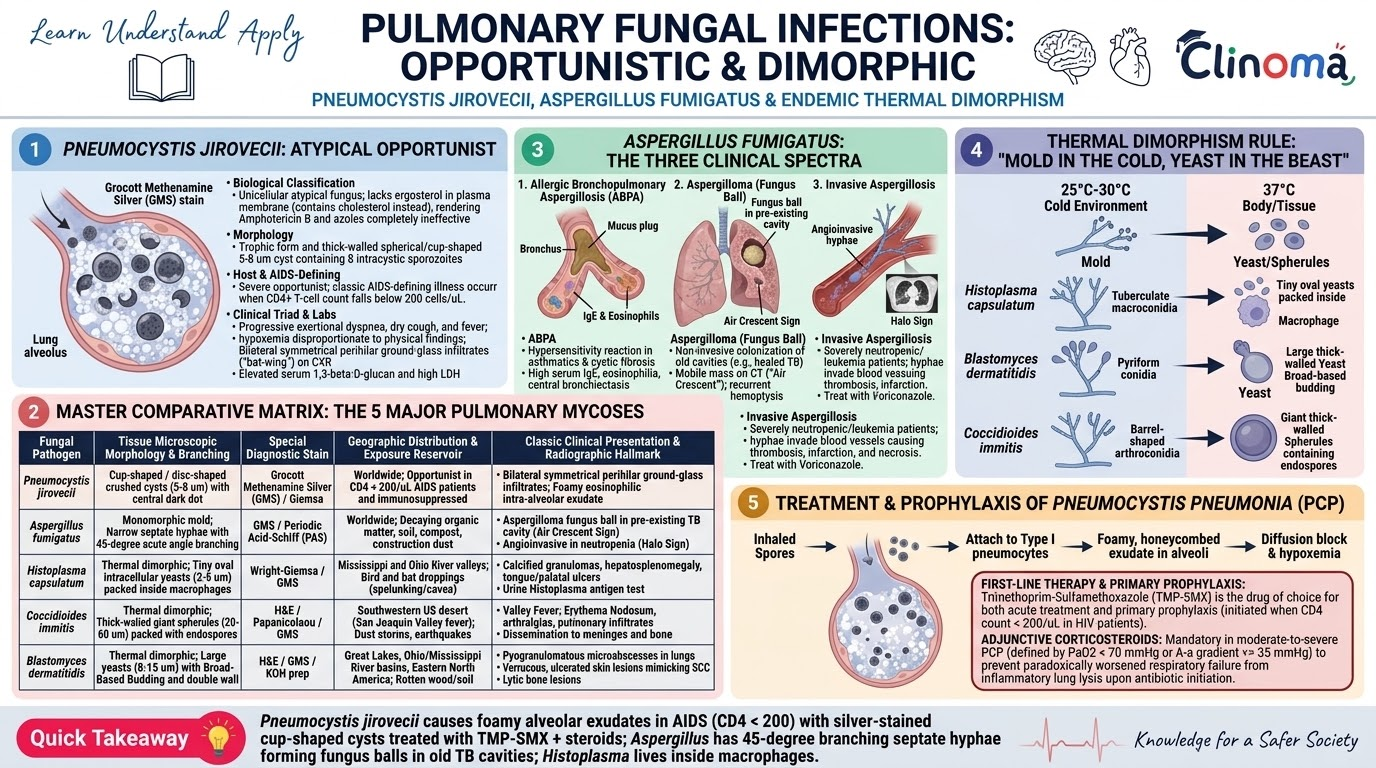 Learn Understand Apply
PULMONARY FUNGAL INFECTIONS:
OPPORTUNISTIC & DIMORPHIC
PNEUMOCYSTIS JIROVECII, ASPERGILLUS FUMIGATUS & ENDEMIC THERMAL DIMORPHISM
Clinoma
1 PNEUMOCYSTIS JIROVECII: ATYPICAL OPPORTUNIST
Grocott Methenamine
Silver (GMS) stain
Lung
alveolus
• Biological Classification
• Unicellular atypical fungus; lacks ergosterol in plasma
membrane (contains cholesterol instead), rendering
Amphotericin B and azoles completely ineffective
• Morphology
• Trophic form and thick-walled spherical/cup-shaped
5-8 um cyst containing 8 intracystic sporozoites
• Host & AIDS-Defining
• Severe opportunist; classic AIDS-defining illness occurr
when CD4+ T-cell count falls below 200 cells/uL.
• Clinical Triad & Labs
• Progressive exertional dyspnea, dry cough, and fever;
• hypoxemia disproportionate to physical findings;
Bilateral symmetrical perihilar ground-glass infiltrates
("bat-wing") on CXR
• Elevated serum 1,3-beta-D-glucan and high LDH
3 ASPERGILLUS FUMIGATUS:
THE THREE CLINICAL SPECTRA
1. Allergic Bronchopulmonary
Aspergillosis (ABPA)
Mucus plug
Bronchus
IgE & Eosinophils
• ABPA
• Hypersensitivity reaction in
asthmatics & cyetic fibrosis
• High serum IgE, eosinophilia,
central bronchiectasis
2. Aspergilloma (Fungus
Ball)
Fungus ball
in pre-existing
cavity
Air Crescent Sign
Aspergilloma (Fungus Ball)
• Non-invasive colonization of
old cavities (e.g., healed TB)
• Mobile mass on CT ("Air
Crescent"); recurrent
hemoptysis
3. Invasive Aspergillosis
Angioinvasive
hyphae
Halo Sign
• Invasive Aspergillosis
• Severely neutropenic/
leukemia patients; hyphae
invade blood vessuing
thrombosis, infarction.
• Treat with Voriconazole.
• Invasive Aspergillosis
• Severely neutropenic/leukemia patients;
• hyphae invade blood vessels causing
thrombosis, infarction, and necrosis.
• Treat with Voriconazole.
4 THERMAL DIMORPHISM RULE:
"MOLD IN THE COLD, YEAST IN THE BEAST"
25°C-30°C
Cold Environment
37°C
Body/Tissue
Mold
Yeast/Spherules
Histoplasma
capsulatum
Tuberculate
macroconidia
Tiny oval yeasts
packed inside
Macrophage
Blastomyces
dermatitidis
Pyriform
conidia
Yeast
Large thick-
walled Yeast
Broad-based
budding
Coccidioides
immitis
Barrel-
shaped
arthroconidia
Giant thick-
walled
Spherules
containing
endospores
2 MASTER COMPARATIVE MATRIX: THE 5 MAJOR PULMONARY MYCOSES
Fungal
Pathogen
Tissue Microscopic
Morphology & Branching
Special
Diagnostic Stain
Geographic Distribution &
Exposure Reservoir
Classic Clinical Presentation &
Radiographic Hallmark
Pneumocystis
jirovecii
Cup-shaped / disc-shaped
crushed cysts (5-8 um) with
central dark dot
Grocott
Methenamine Silver
(GMS) / Giemsa
Worldwide; Opportunist in
CD4 + 200/uL AIDS patients
and immunosuppressed
• Bilateral symmetrical perihilar ground-glass
infiltrates; Foamy eosinophilic
intra-alveolar exudate
Aspergillus
fumigatus
Monomorphic mold;
Narrow septate hyphae with
45-degree acute angle branching
GMS / Periodic
Acid-Schiff (PAS)
Worldwide; Decaying organic
matter, soil, compost,
construction dust
• Aspergilloma fungus ball in pre-existing TB
cavity (Air Crescent Sign)
• Angioinvasive in neutropenia (Halo Sign)
Histoplasma
capsulatum
Thermal dimorphic; Tiny oval
intracellular yeasts (2-5 um)
packed inside macrophages
Wright-Giemsa /
GMS
Mississippi and Ohio River valleys;
Bird and bat droppings
(spelunking/cavea)
• Calcified granulomas, hepatosplenomegaly,
tongue/palatal ulcers
• Urine Histoplasma antigen test
Coccidioides
immitis
Thermal dimorphic;
Thick-walied giant spherules (20-
60 um) packed with endospores
H&E /
Papanicolaou /
GMS
Southwestern US desert
(San Joaquin Valley fever);
Dust storins, earthquakes
• Valley Fever; Erythema Nodosum,
arthralgas, putmonary infiltrates
• Dissemination to meninges and bone
Blastomyces
dermatitidis
Thermal dimorphic; Large
yeasts (8:15 um) with Broad-
Based Budding and double wall
H&E / GMS /
KOH prep
Great Lakes, Ohio/Mississippi
River basins, Eastern North
America; Rotten wood/soil
• Pyogranulomatous microabscesses in lungs
• Verrucous, ulcerated skin lesions mimicking SCC
• Lytic bone lesions
5 TREATMENT & PROPHYLAXIS OF PNEUMOCYSTIS PNEUMONIA (PCP)
Inhaled
Spores
Attach to Type I
pneumocytes
Foamy, honeycombed
exudate in alveoli
Diffusion block
& hypoxemia
FIRST-LINE THERAPY & PRIMARY PROPHYLAXIS:
Trinethoprim-Sulfamethoxazole (TMP-5MX) is the drug of choice for
both acute treatment and primary prophylaxis (initiated when CD4
count < 200/uL in HIV patients).
ADJUNCTIVE CORTICOSTEROIDS: Mandatory in moderate-to-severe
PCP (defined by PaO2 < 70 mmHg or A-a gradient 35 mmHg) to
prevent paradoxically worsened respiratory failure from
inflammatory lung lysis upon antibiotic initiation.
Quick Takeaway
Pneumocystis jirovecii causes foamy alveolar exudates in AIDS (CD4 < 200) with silver-stained
cup-shaped cysts treated with TMP-SMX + steroids; Aspergillus has 45-degree branching septate hyphae
forming fungus balls in old TB cavities; Histoplasma lives inside macrophages.
Knowledge for a Safer Society